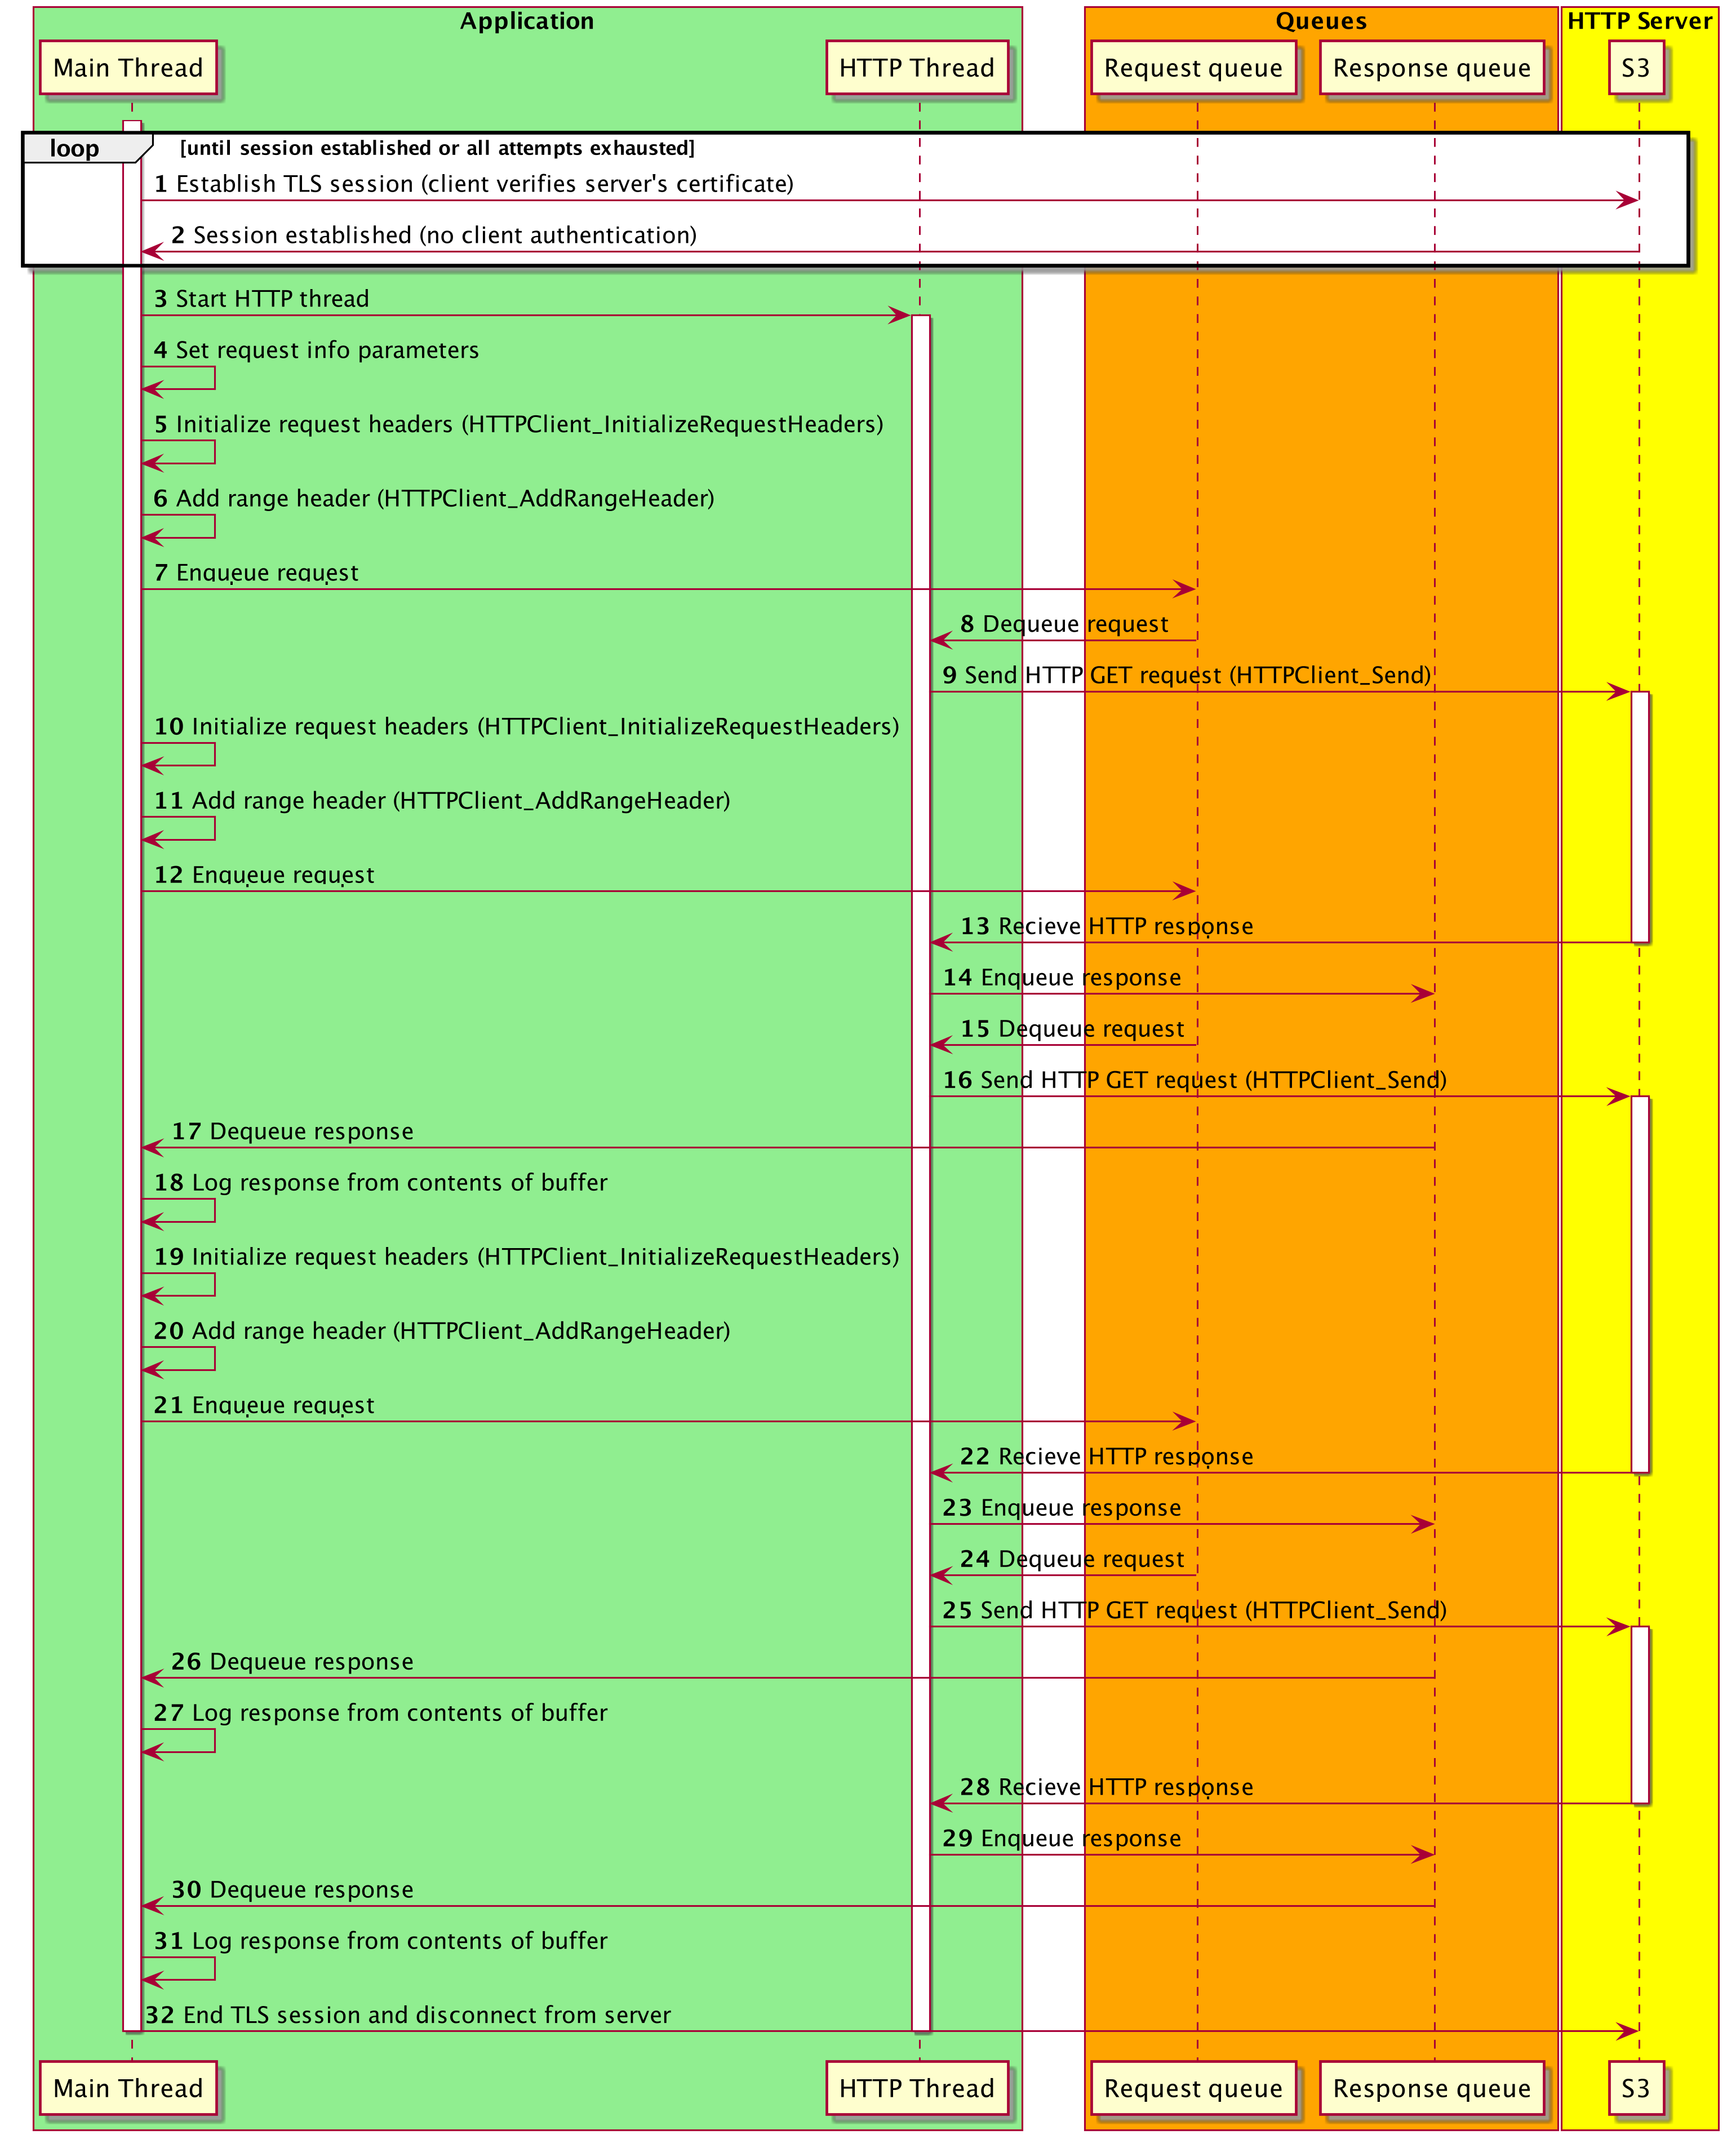 Application
Queues
HTTP Server
Main Thread
HTTP Thread
Request queue
Response queue
S3
loop
[until session established or all attempts exhausted]
1 Establish TLS session (client verifies server's certificate)
2 Session established (no client authentication)
3 Start HTTP thread
4 Set request info parameters
5 Initialize request headers (HTTPClient_InitializeRequestHeaders)
6 Add range header (HTTPClient_AddRangeHeader)
7 Enqueue request
8 Dequeue request
9 Send HTTP GET request (HTTPClient_Send)
10 Initialize request headers (HTTPClient_InitializeRequestHeaders)
11 Add range header (HTTPClient_AddRangeHeader)
12 Enqueue request
13 Recieve HTTP response
14 Enqueue response
15 Dequeue request
16 Send HTTP GET request (HTTPClient_Send)
17 Dequeue response
18 Log response from contents of buffer
19 Initialize request headers (HTTPClient_InitializeRequestHeaders)
20 Add range header (HTTPClient_AddRangeHeader)
21 Enqueue request
22 Recieve HTTP response
23 Enqueue response
24 Dequeue request
25 Send HTTP GET request (HTTPClient_Send)
26 Dequeue response
27 Log response from contents of buffer
28 Recieve HTTP response
29 Enqueue response
30 Dequeue response
31 Log response from contents of buffer
32 End TLS session and disconnect from server
Main Thread
HTTP Thread
Request queue
Response queue
S3